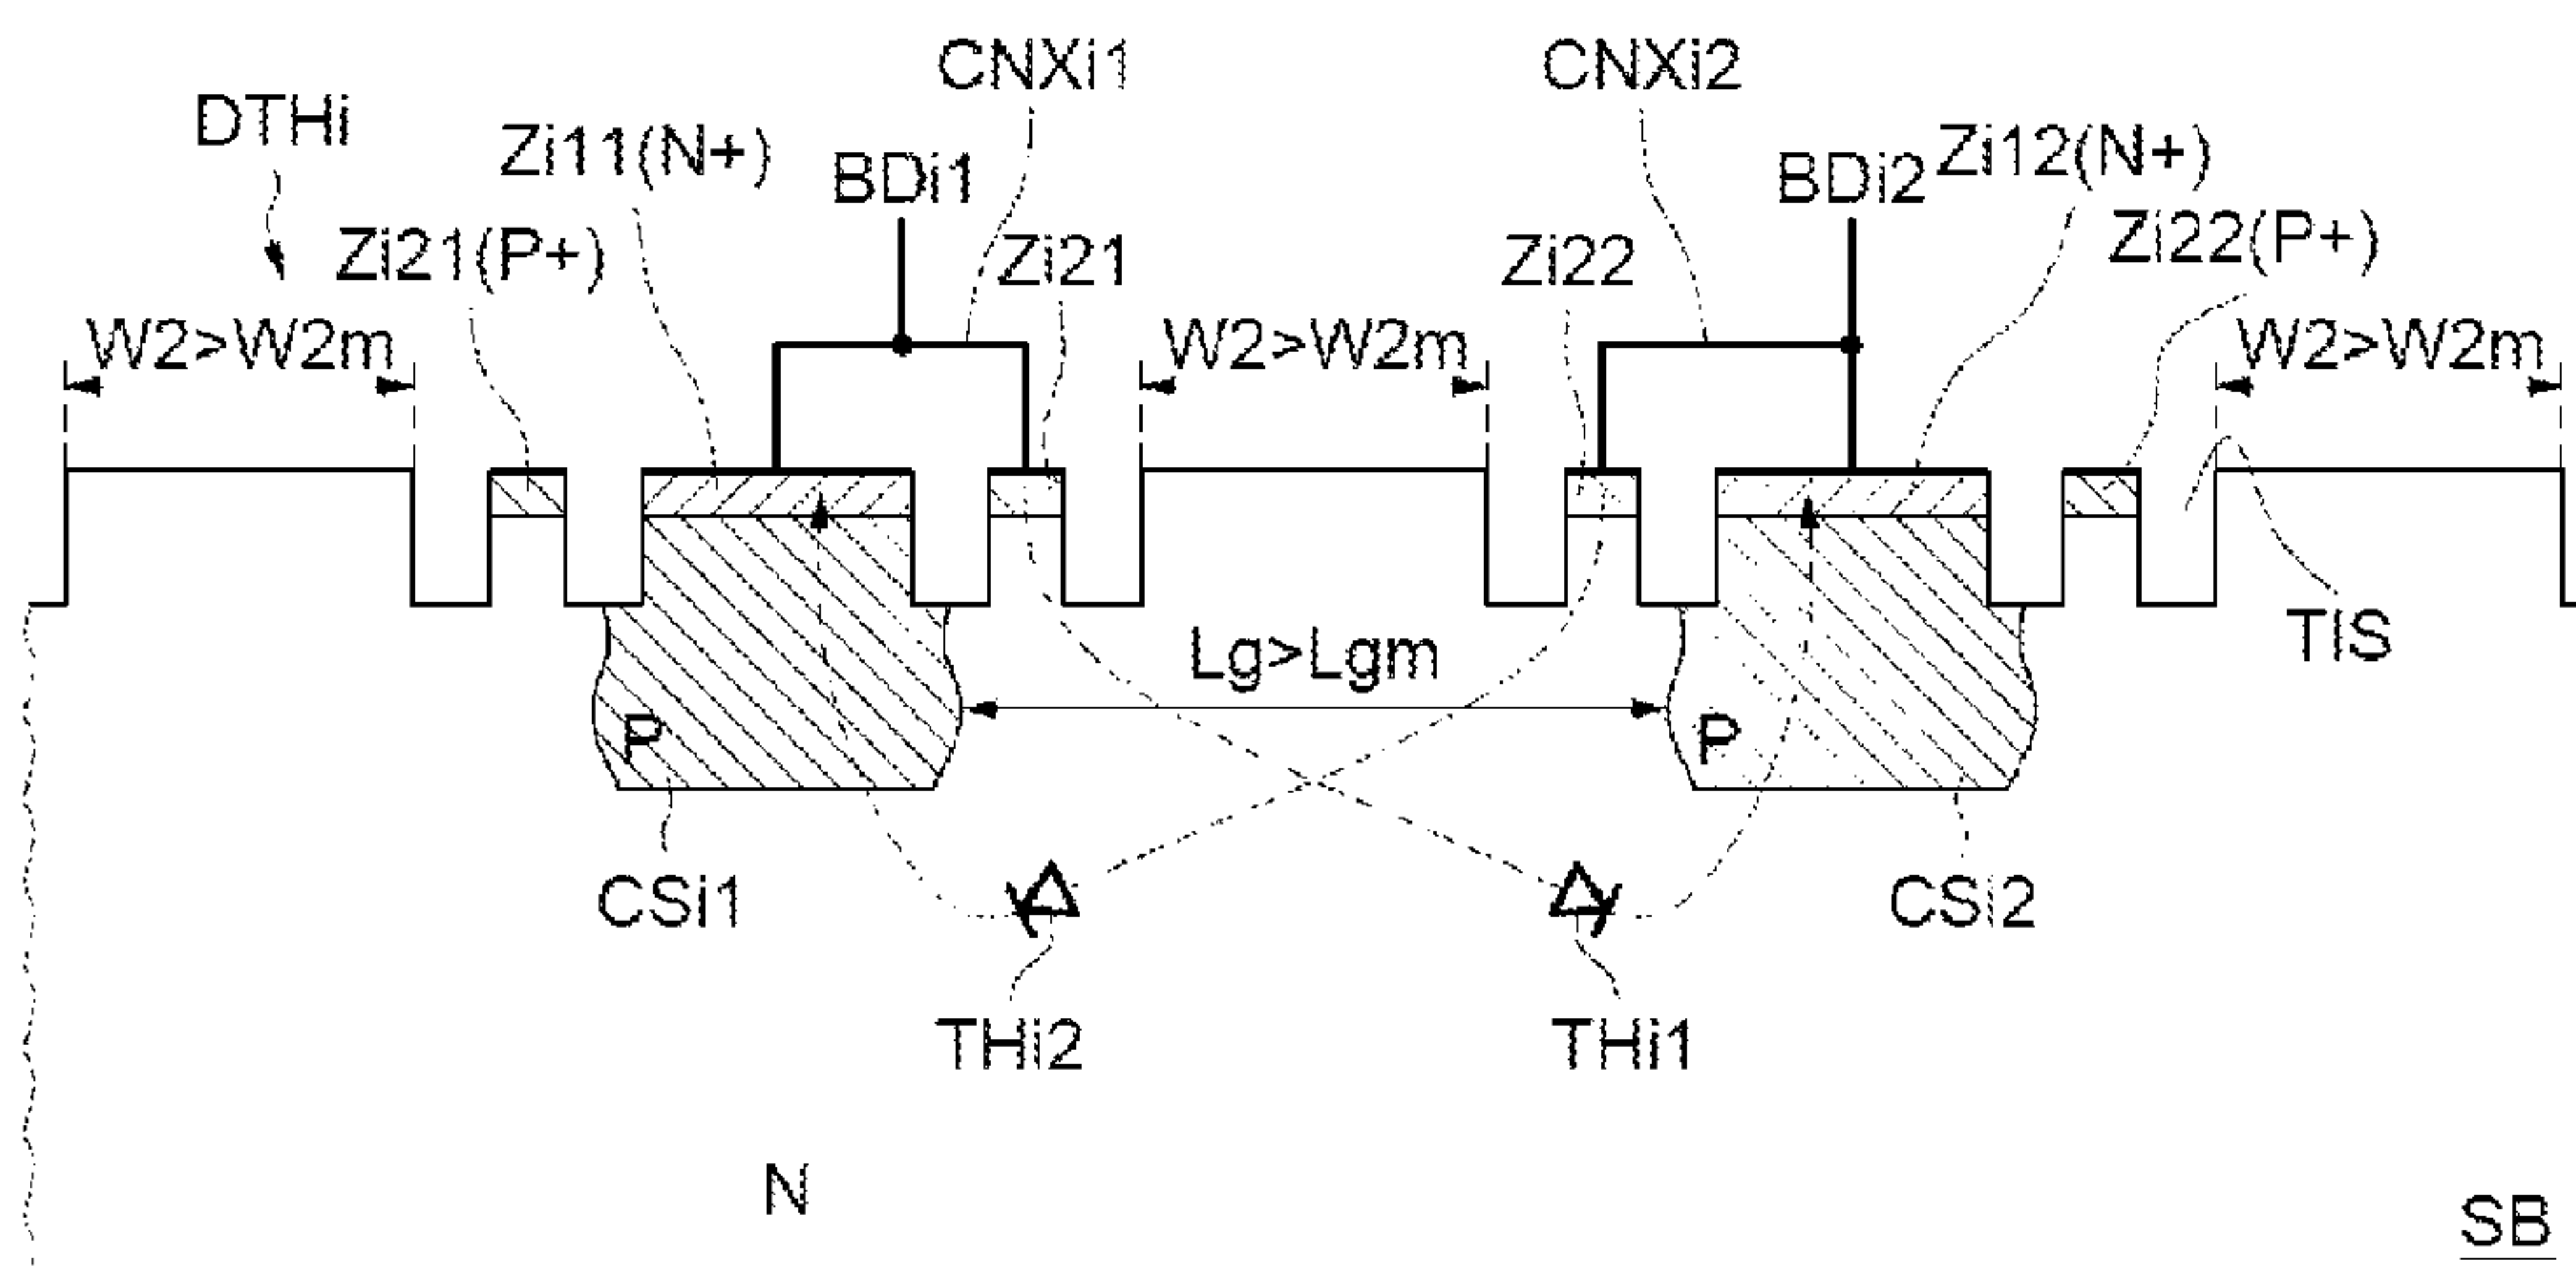 CNXi1
CNXi2
DTHi
Zi11(N+)
BDi1
BDi2
Zi12(N+)
Zi21(P+)
Zi21
Zi22
Zi22(P+)
W2>W2m
W2>W2m
W2>W2m
Lg>Lgm
TIS
P
P
CSi1
CSi2
THi2
THi1
N
SB